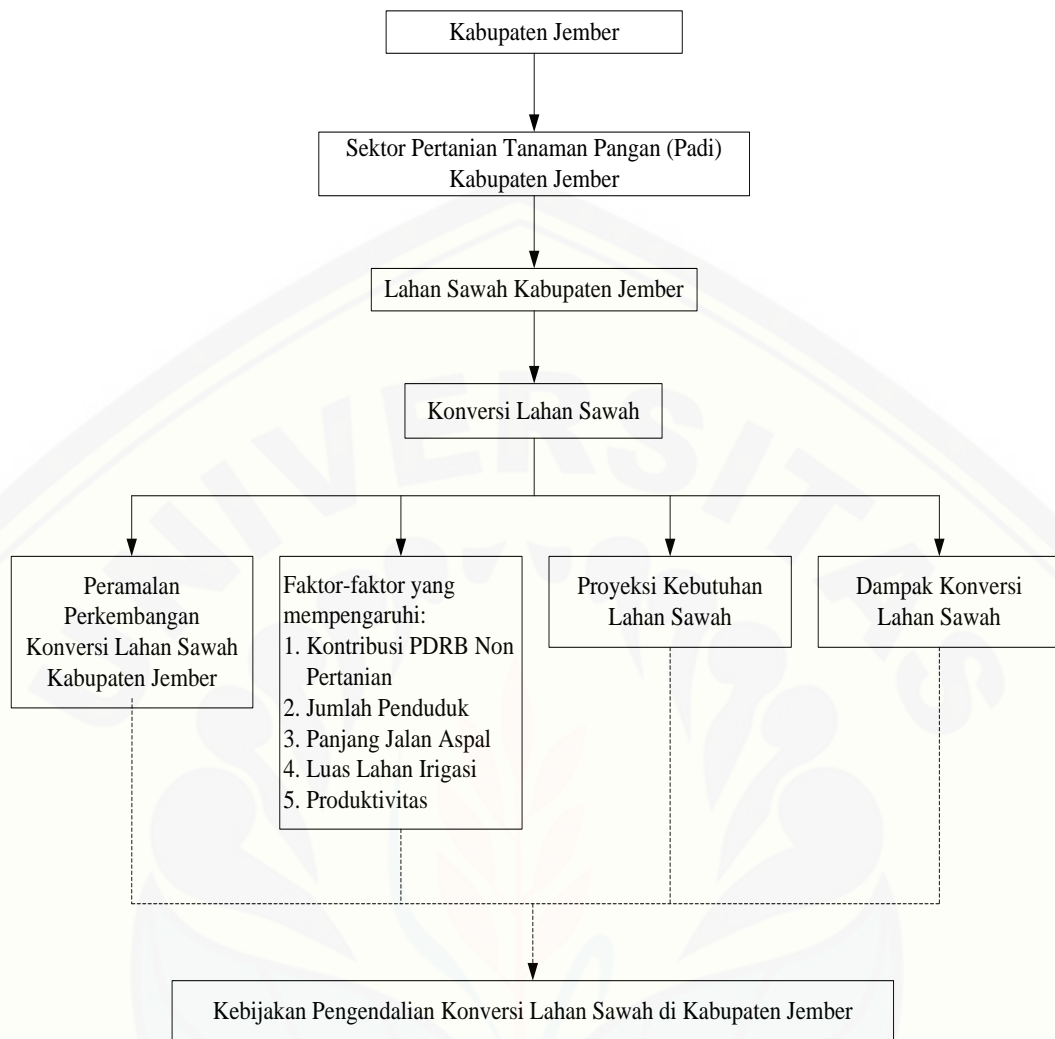 Kabupaten Jember
Sektor Pertanian Tanaman Pangan (Padi)
Kabupaten Jember
Lahan Sawah Kabupaten Jember
Konversi Lahan Sawah
Peramalan
Perkembangan
Konversi Lahan Sawah
Kabupaten Jember
Faktor-faktor yang
mempengaruhi:
1. Kontribusi PDRB Non
Pertanian
2. Jumlah Penduduk
3. Panjang Jalan Aspal
4. Luas Lahan Irigasi
5. Produktivitas
Proyeksi Kebutuhan
Lahan Sawah
Dampak Konversi
Lahan Sawah
Kebijakan Pengendalian Konversi Lahan Sawah di Kabupaten Jember
UNIVERSITAS